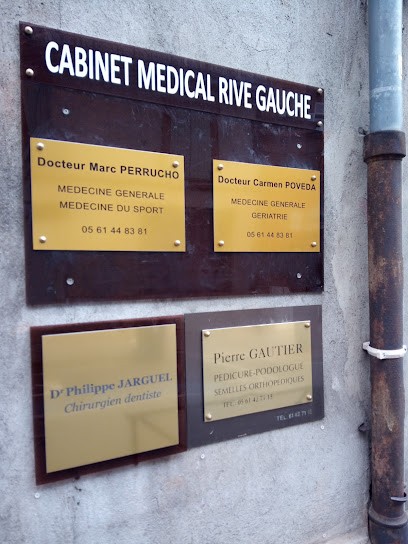 CABINET MEDICAL RIVE GAUCHE
Docteur Marc PERRUCHO
MEDECINE GENERALE
MEDECINE DU SPORT
05 61 44 83 81
Docteur Carmen POVEDA
MEDECINE GENERALE
GERIATRIE
05 61 44 83 81
Dr Philippe JARGUEL
Chirurgien dentiste
Pierre GAUTIER
PEDICURE-PODOLOGUE
SEMELLES ORTHOPEDIQUES
TEL.
TEL.